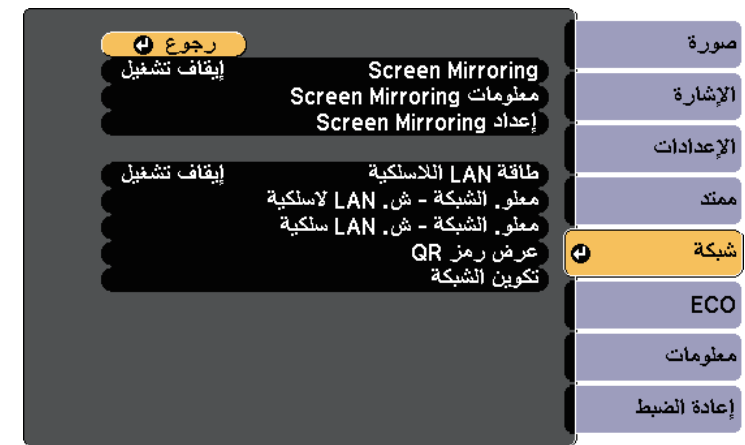 صورة
الإشارة
الإعدادات
ممتد
شبكة
ECO
معلومات
إعادة الضبط
رجوع
Screen Mirroring إيقاف تشغيل
معلومات Screen Mirroring
إعداد Screen Mirroring
طاقة LAN اللاسلكية إيقاف تشغيل
معلو. الشبكة - ش. LAN لاسلكية
معلو. الشبكة - ش. LAN سلكية
عرض رمز QR
تكوين الشبكة